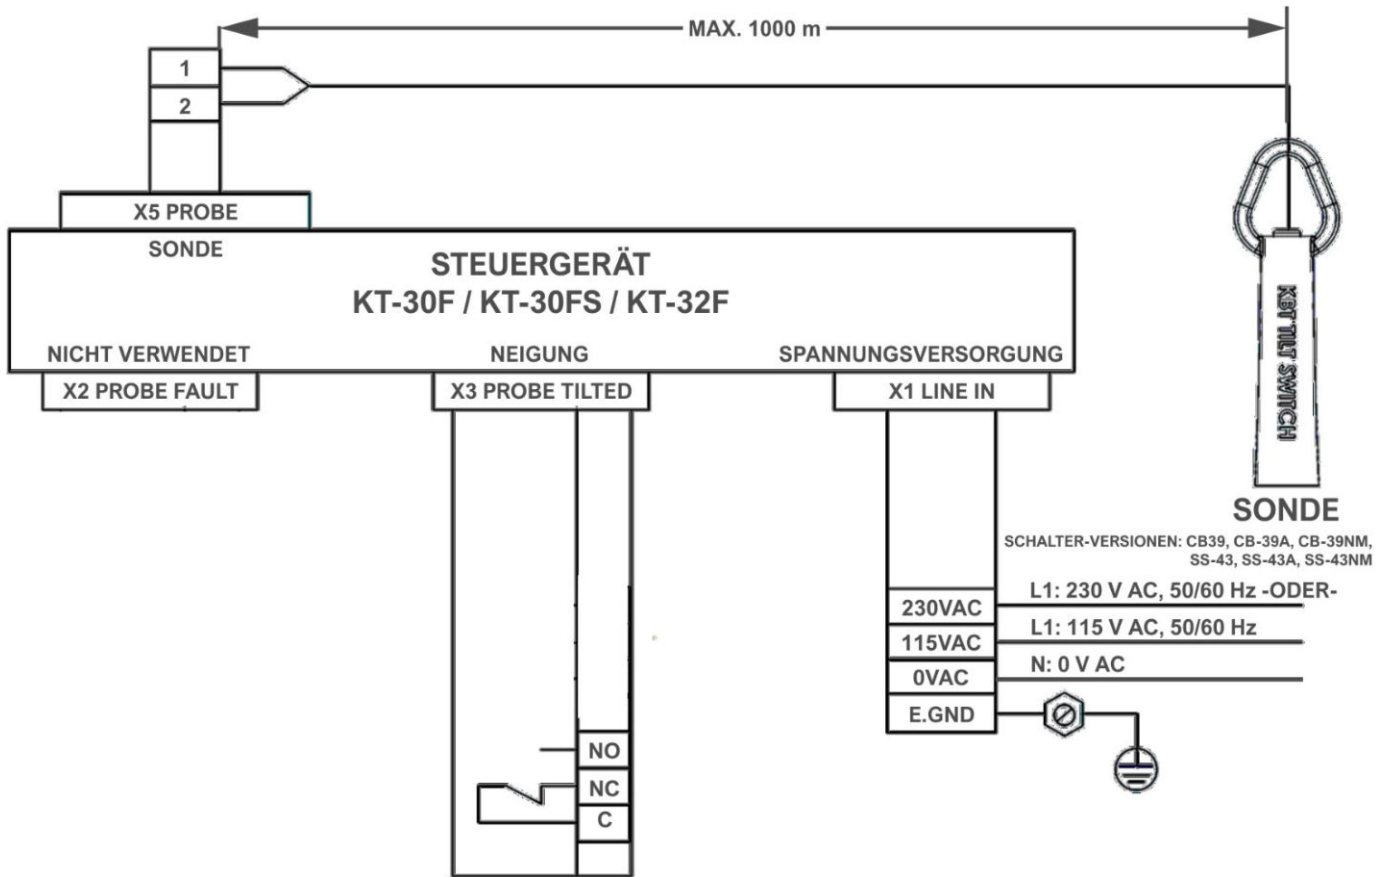 MAX. 1000 m
1
2
X5 PROBE
SONDE
STEUERGERÄT
KT-30F / KT-30FS / KT-32F
NICHT VERWENDET
NEIGUNG
SPANNUNGSVERSORGUNG
X2 PROBE FAULT
X3 PROBE TILTED
X1 LINE IN
KBT TILT SWITCH
SONDE
SCHALTER-VERSIONEN: CB39, CB-39A, CB-39NM,
SS-43, SS-43A, SS-43NM
230VAC
L1: 230 V AC, 50/60 Hz -ODER-
115VAC
L1: 115 V AC, 50/60 Hz
0VAC
N: 0 V AC
E.GND
NO
NC
C